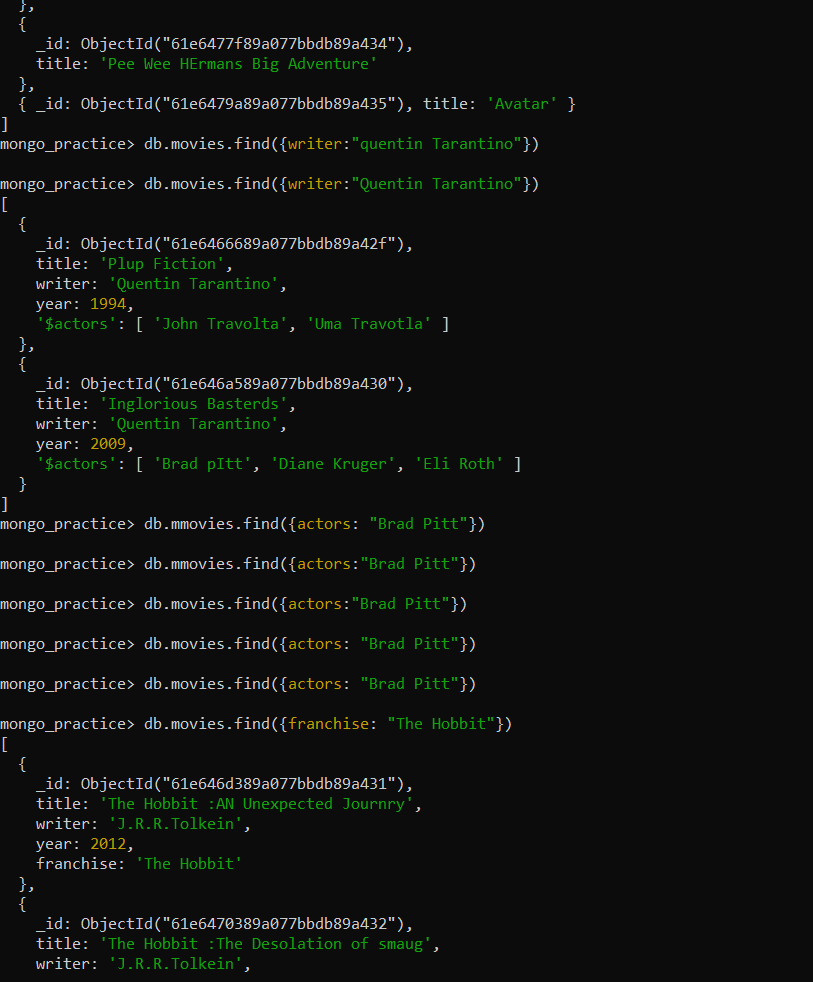 },
{
_id: ObjectId("61e6477f89a077bbdb89a434"),
title: 'Pee Wee HErmans Big Adventure'
},
{ _id: ObjectId("61e6479a89a077bbdb89a435"), title: 'Avatar' }
]
mongo_practice> db.movies.find({writer:"quentin Tarantino"})
mongo_practice> db.movies.find({writer:"Quentin Tarantino"})
[
{
_id: ObjectId("61e6466689a077bbdb89a42f"),
title: 'Plup Fiction',
writer: 'Quentin Tarantino',
year: 1994,
'$actors': [ 'John Travolta', 'Uma Travotla' ]
},
{
_id: ObjectId("61e646a589a077bbdb89a430"),
title: 'Inglorious Basterds',
writer: 'Quentin Tarantino',
year: 2009,
'$actors': [ 'Brad pItt', 'Diane Kruger', 'Eli Roth' ]
}
]
mongo_practice> db.mmovies.find({actors: "Brad Pitt"})
mongo_practice> db.mmovies.find({actors:"Brad Pitt"})
mongo_practice> db.movies.find({actors:"Brad Pitt"})
mongo_practice> db.movies.find({actors: "Brad Pitt"})
mongo_practice> db.movies.find({actors: "Brad Pitt"})
mongo_practice> db.movies.find({franchise: "The Hobbit"})
[
{
_id: ObjectId("61e646d389a077bbdb89a431"),
title: 'The Hobbit :AN Unexpected Journry',
writer: 'J.R.R.Tolkein',
year: 2012,
franchise: 'The Hobbit'
},
{
_id: ObjectId("61e6470389a077bbdb89a432"),
title: 'The Hobbit :The Desolation of smaug',
writer: 'J.R.R.Tolkein',